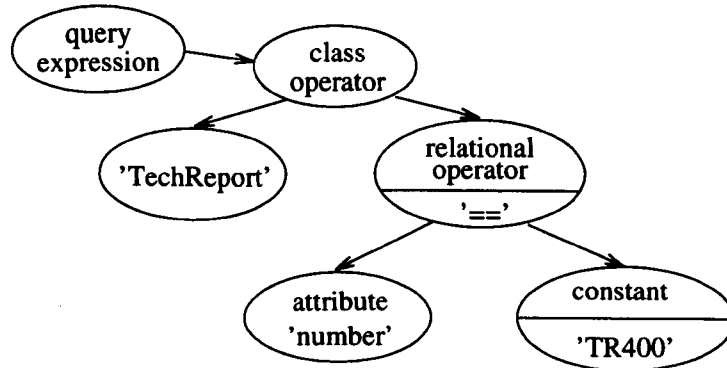 query
expression
class
operator
'TechReport'
relational
operator
'=='
attribute
'number'
constant
'TR400'